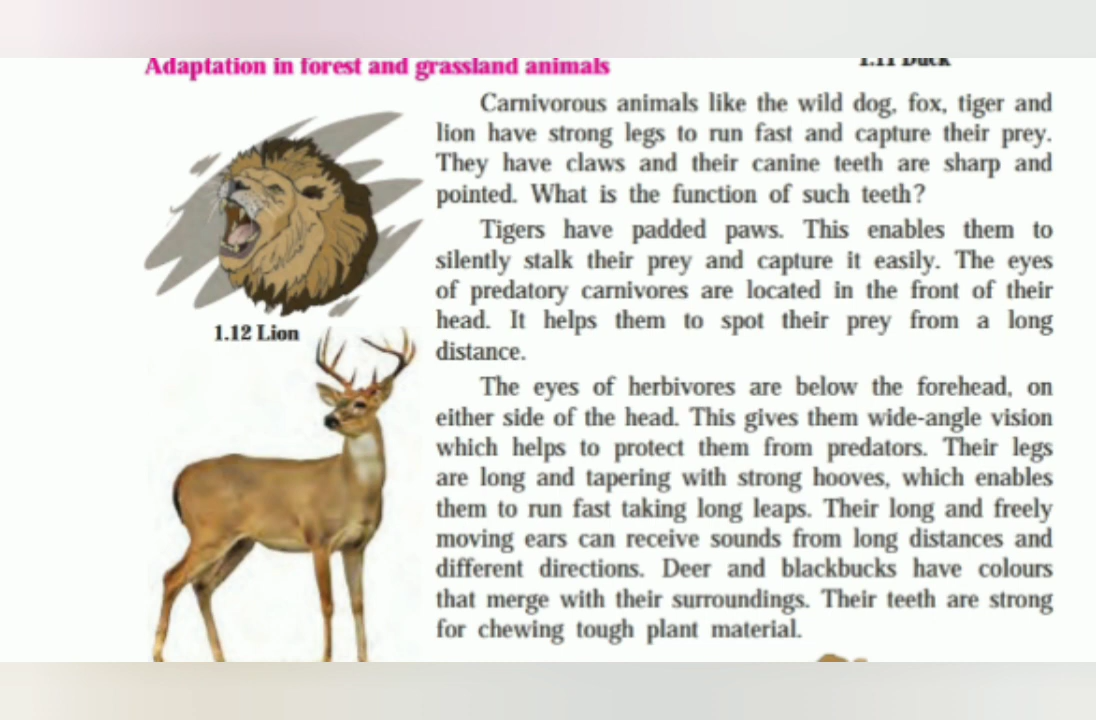 Adaptation in forest and grassland animals
1.11 Duck
Carnivorous animals like the wild dog, fox, tiger and
lion have strong legs to run fast and capture their prey.
They have claws and their canine teeth are sharp and
pointed. What is the function of such teeth?
Tigers have padded paws. This enables them to
silently stalk their prey and capture it easily. The eyes
of predatory carnivores are located in the front of their
head. It helps them to spot their prey from a long
distance.
1.12 Lion
The eyes of herbivores are below the forehead, on
either side of the head. This gives them wide-angle vision
which helps to protect them from predators. Their legs
are long and tapering with strong hooves, which enables
them to run fast taking long leaps. Their long and freely
moving ears can receive sounds from long distances and
different directions. Deer and blackbucks have colours
that merge with their surroundings. Their teeth are strong
for chewing tough plant material.